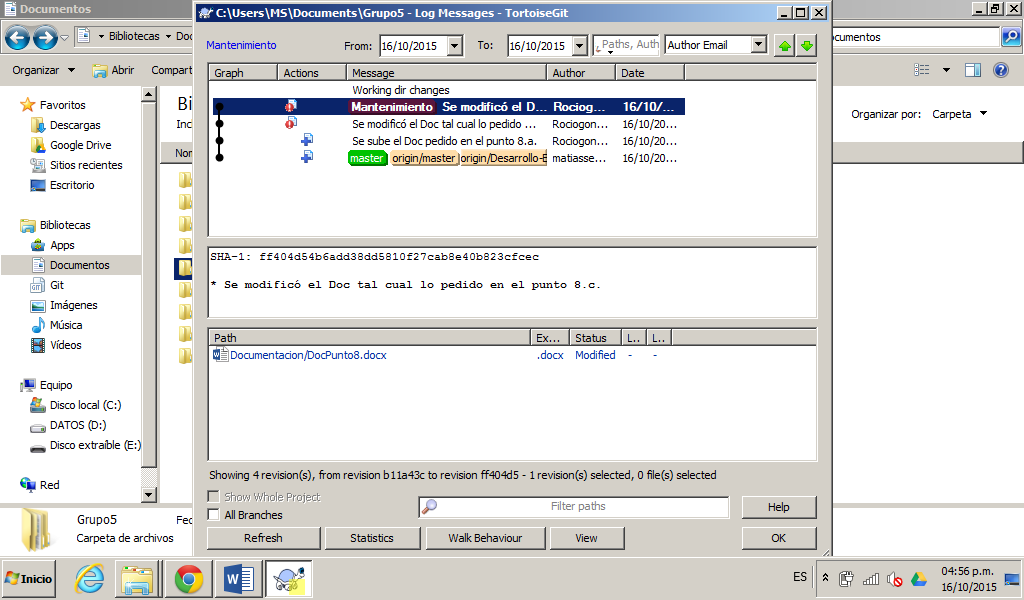 Documentos
C:\Users\MS\Documents\Grupo5 - Log Messages - TortoiseGit
Bibliotecas
ocumentos
Mantenimiento From: 16/10/2015 To: 16/10/2015 Paths, Auth Author Email
Organizar Abrir Compart
Organizar por: Carpeta
Graph Actions Message Author Date
Working dir changes
Mantenimiento Se modificó el D... Rociog... 16/10/...
Se modificó el Doc tal cual lo pedido ... Rociogon... 16/10/20...
Se sube el Doc pedido en el punto 8.a. Rociogon... 16/10/20...
master origin/master origin/Desarrollo-E matiasse... 16/10/20...
Favoritos
Descargas
Google Drive
Sitios recientes
Escritorio
Bibliotecas
Apps
Documentos
Git
Imágenes
Música
Vídeos
Equipo
Disco local (C:)
DATOS (D:)
Disco extraíble (E:)
Red
SHA-1: ff404d54b6add38dd5810f27cab8e40b823cfcec
* Se modificó el Doc tal cual lo pedido en el punto 8.c.
Path Ex... Status L.. L..
Documentacion/DocPunto8.docx .docx Modified - -
Showing 4 revision(s), from revision b11a43c to revision ff404d5 - 1 revision(s) selected, 0 file(s) selected
Show Whole Project
All Branches
Filter paths
Help
Refresh Statistics Walk Behaviour View OK
Grupo5
Carpeta de archivos
Inicio
ES
04:56 p.m.
16/10/2015